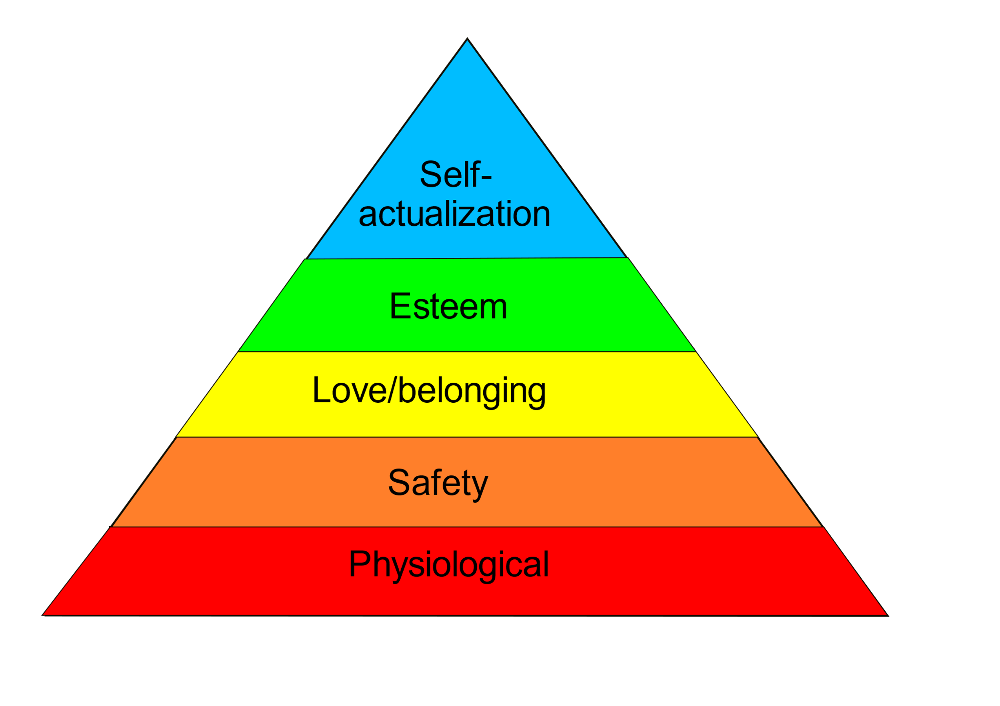 Self-
actualization
Esteem
Love/belonging
Safety
Physiological